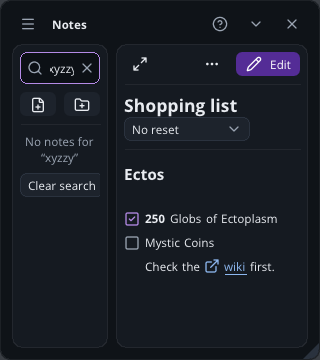 Notes
xyzzy
No notes for
“xyzzy”
Clear search
Edit
Shopping list
No reset
Ectos
250 Globs of Ectoplasm
Mystic Coins
Check the wiki first.